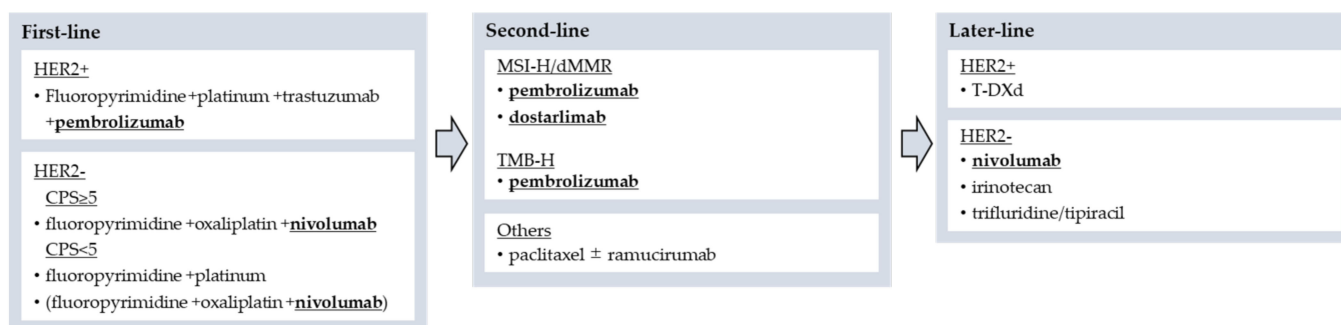 First-line
HER2+
• Fluoropyrimidine +platinum +trastuzumab
+pembrolizumab
HER2-
CPS≥5
• fluoropyrimidine +oxaliplatin +nivolumab
CPS<5
• fluoropyrimidine +platinum
• (fluoropyrimidine +oxaliplatin +nivolumab)
Second-line
MSI-H/dMMR
• pembrolizumab
• dostarlimab
TMB-H
• pembrolizumab
Others
• paclitaxel ± ramucirumab
Later-line
HER2+
• T-DXd
HER2-
• nivolumab
• irinotecan
• trifluridine/tipiracil